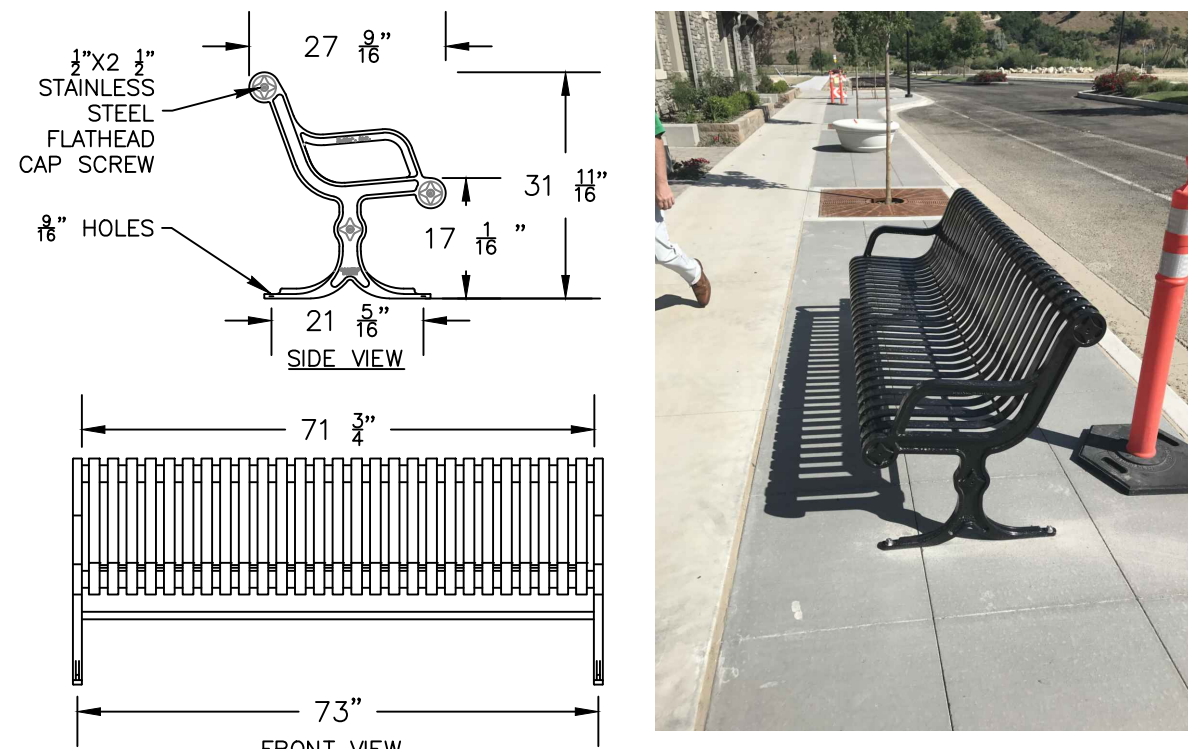 27 9/16"
1/2"X2 1/2"
STAINLESS
STEEL
FLATHEAD
CAP SCREW
31 11/16"
9/16" HOLES
17 1/16 "
21 5/16"
SIDE VIEW
71 3/4"
73"
FRONT VIEW